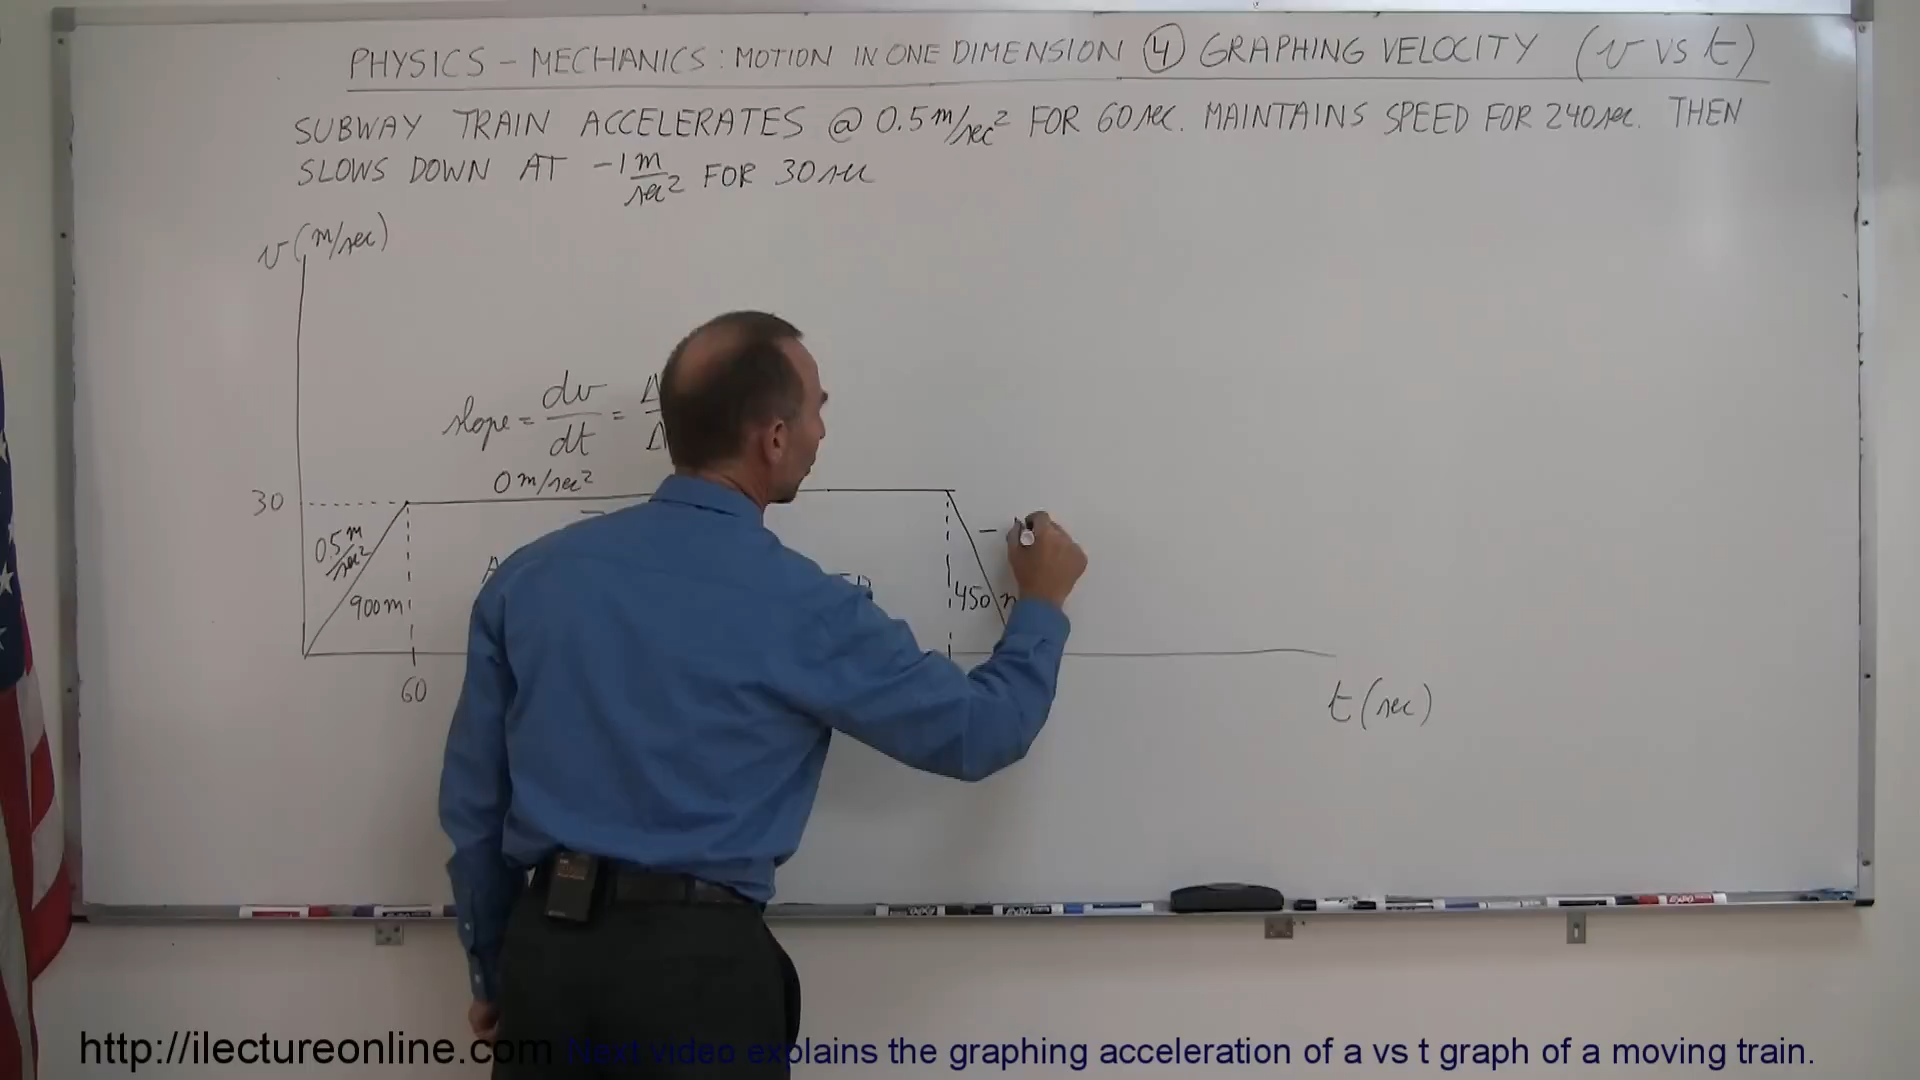 PHYSICS - MECHANICS: MOTION IN ONE DIMENSION ④ GRAPHING VELOCITY (v vs t)
SUBWAY TRAIN ACCELERATES @ 0.5 m/sec² FOR 60 sec. MAINTAINS SPEED FOR 240 sec. THEN
SLOWS DOWN AT -1 m/sec² FOR 30 sec
v (m/sec)
slope = dv/dt = Δ/Δ
0 m/sec²
30
0.5 m/sec²
900 m
450 m
60
t (sec)
http://ilectureonline.com Next video explains the graphing acceleration of a vs t graph of a moving train.